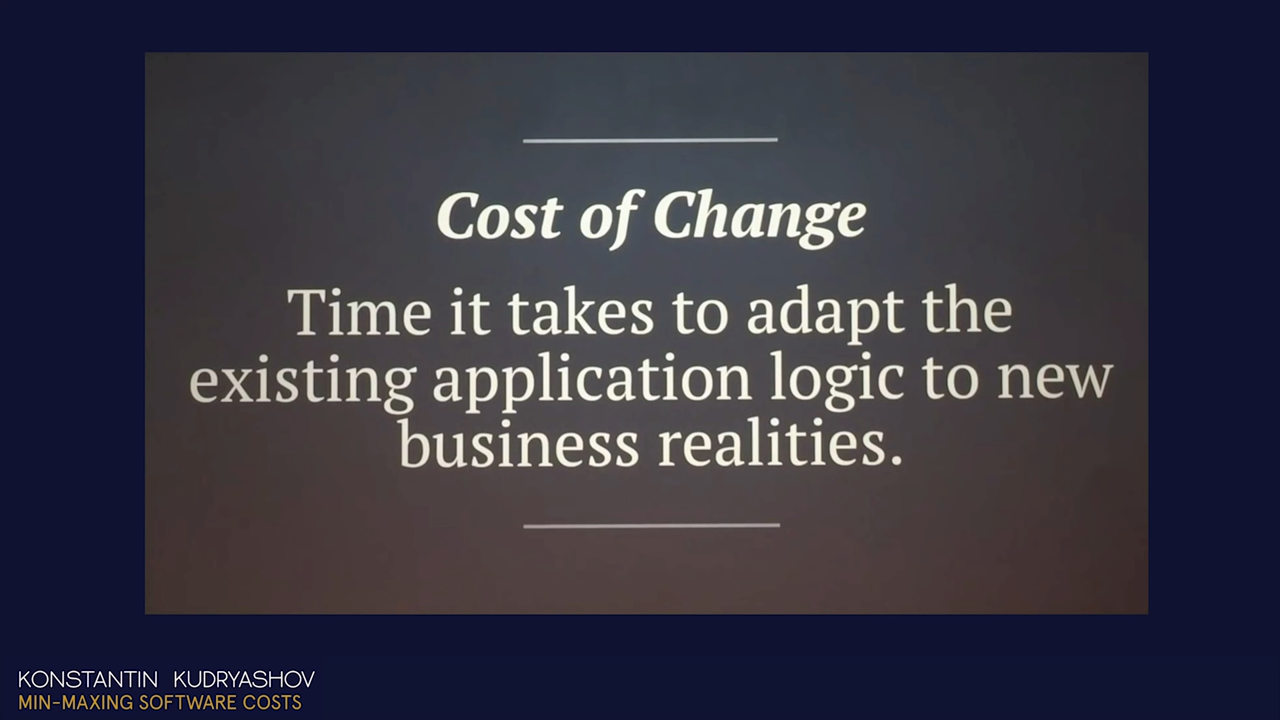 Cost of Change
Time it takes to adapt the
existing application logic to new
business realities.
KONSTANTIN KUDRYASHOV
MIN-MAXING SOFTWARE COSTS